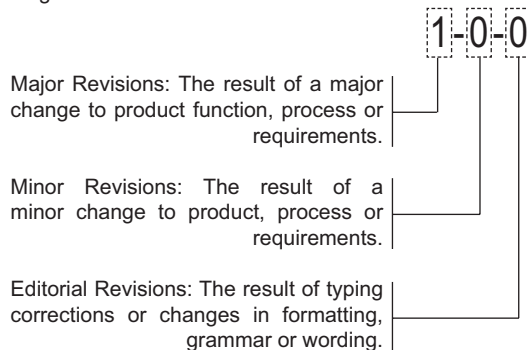 1-0-0
Major Revisions: The result of a major
change to product function, process or
requirements.
Minor Revisions: The result of a
minor change to product, process or
requirements.
Editorial Revisions: The result of typing
corrections or changes in formatting,
grammar or wording.